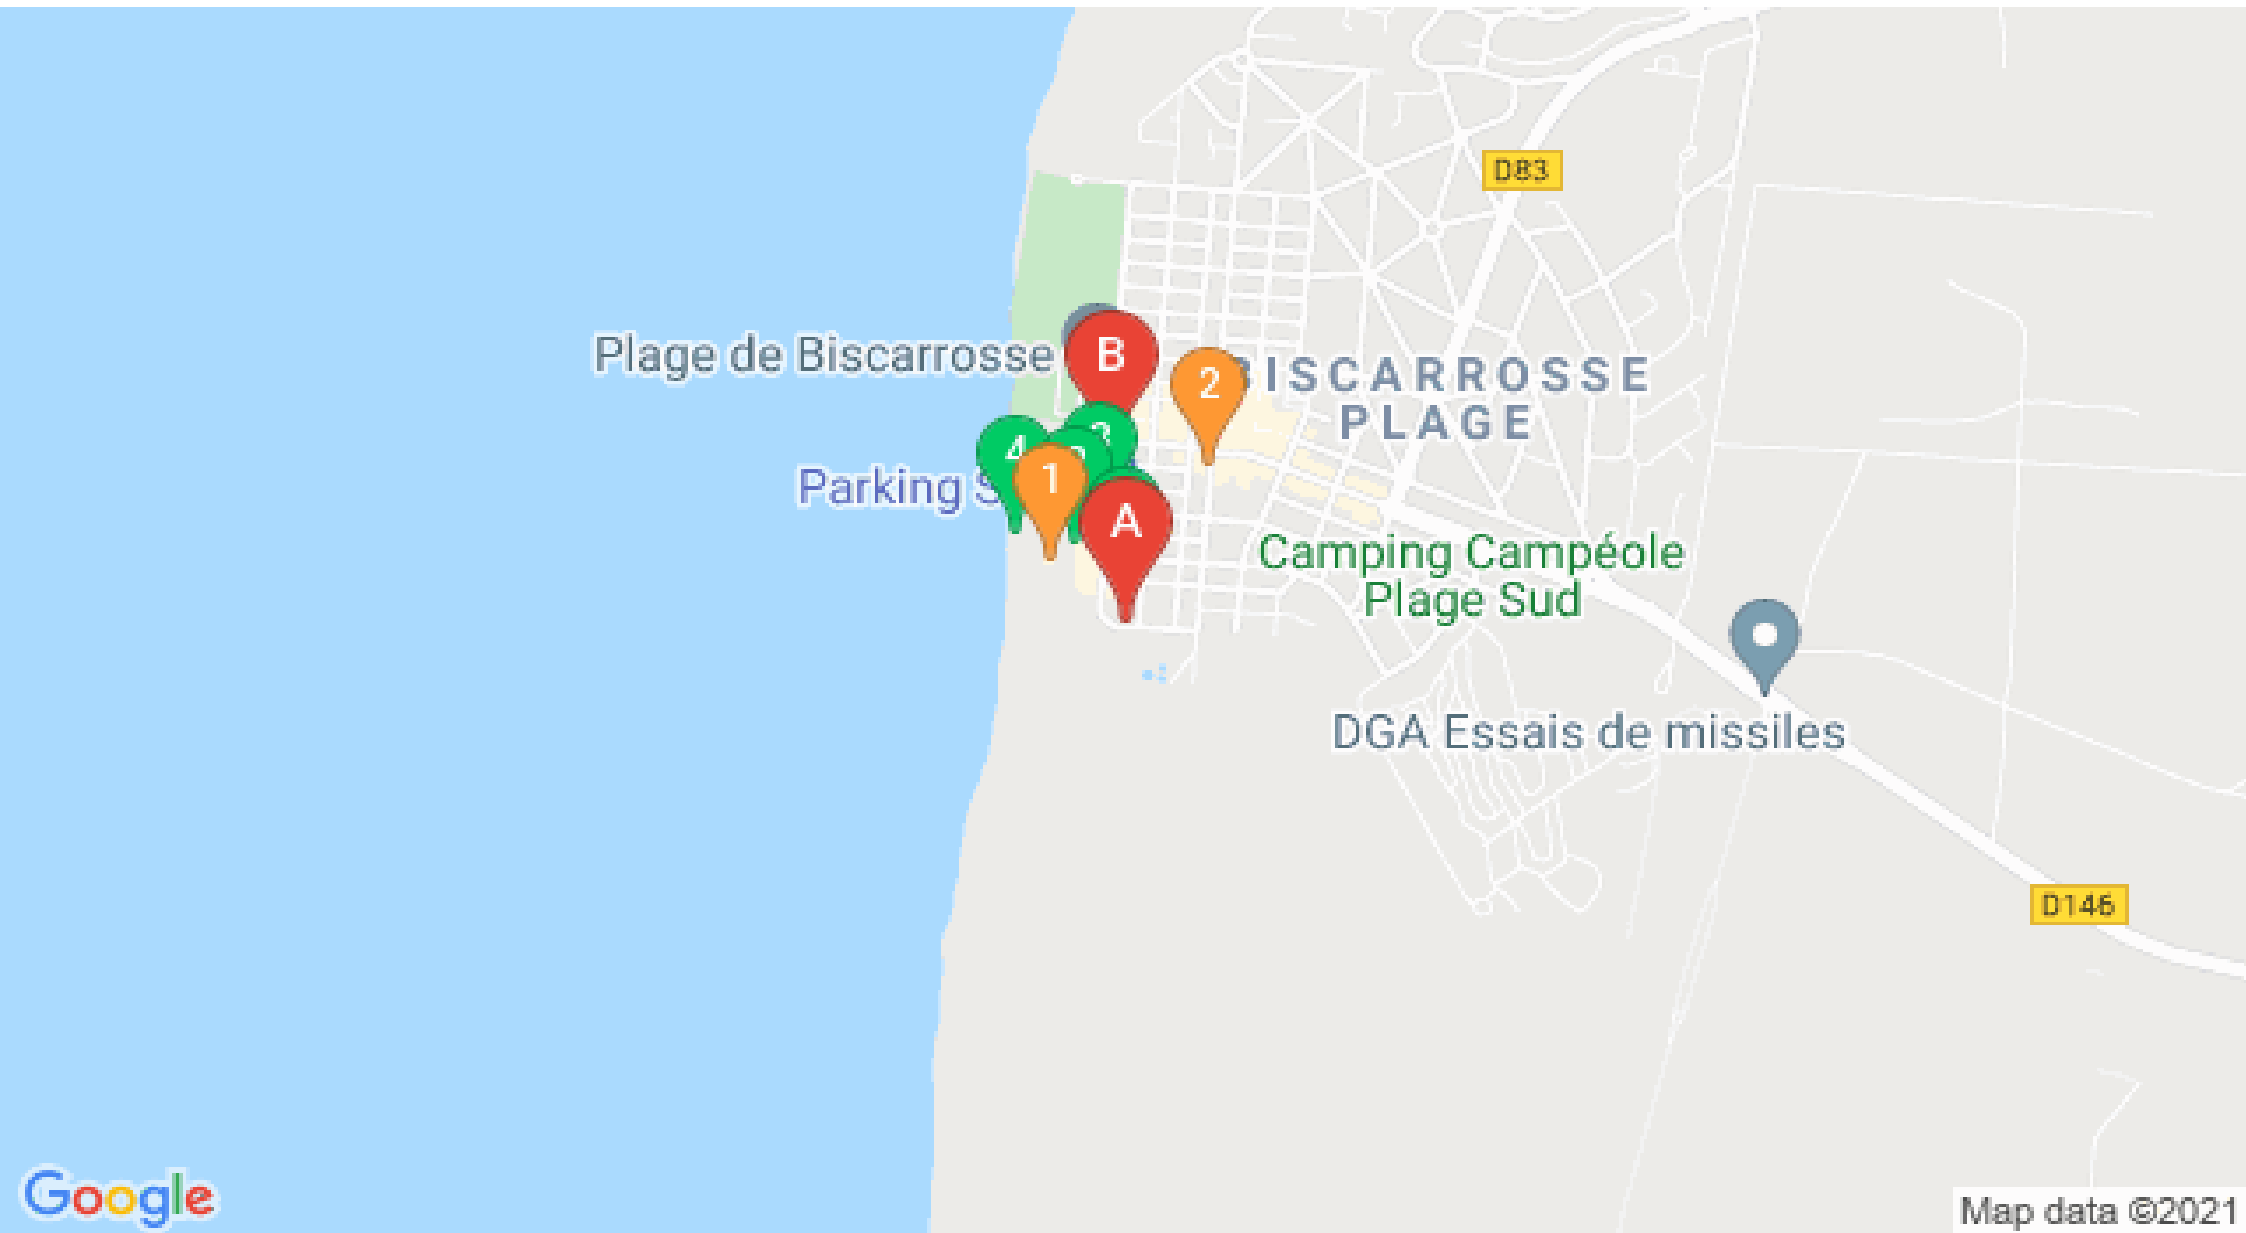 D83
Plage de Biscarrosse
B
2
ISCARROSSE
PLAGE
4
1
Parking
A
Camping Campéole
Plage Sud
DGA Essais de missiles
D146
Google
Map data ©2021